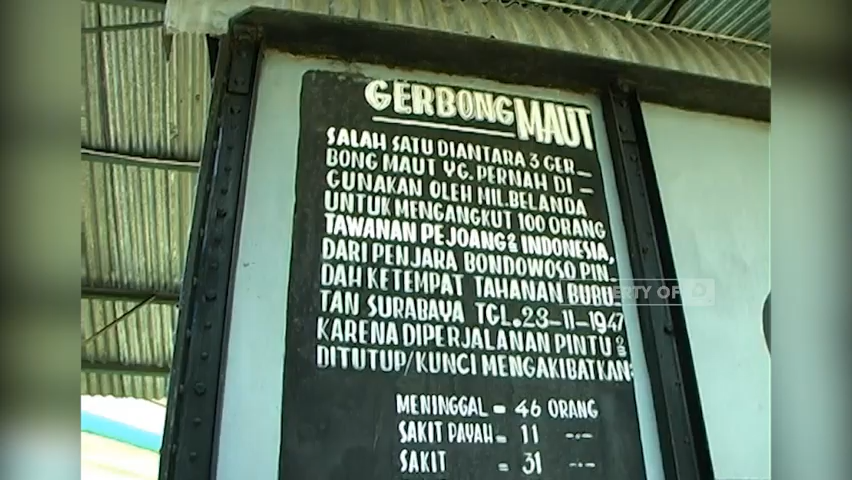 GERBONG MAUT
SALAH SATU DIANTARA 3 GER-
BONG MAUT YG. PERNAH DI-
GUNAKAN OLEH MIL. BELANDA
UNTUK MENGANGKUT 100 ORANG
TAWANAN PEJOANG2 INDONESIA,
DARI PENJARA BONDOWOSO PIN-
DAH KETEMPAT TAHANAN BUBU-
TAN SURABAYA TGL. 23-11-1947
KARENA DIPERJALANAN PINTU2
DITUTUP/KUNCI MENGAKIBATKAN:
MENINGGAL = 46 ORANG
SAKIT PAYAH = 11 -„-
SAKIT = 31 -„-